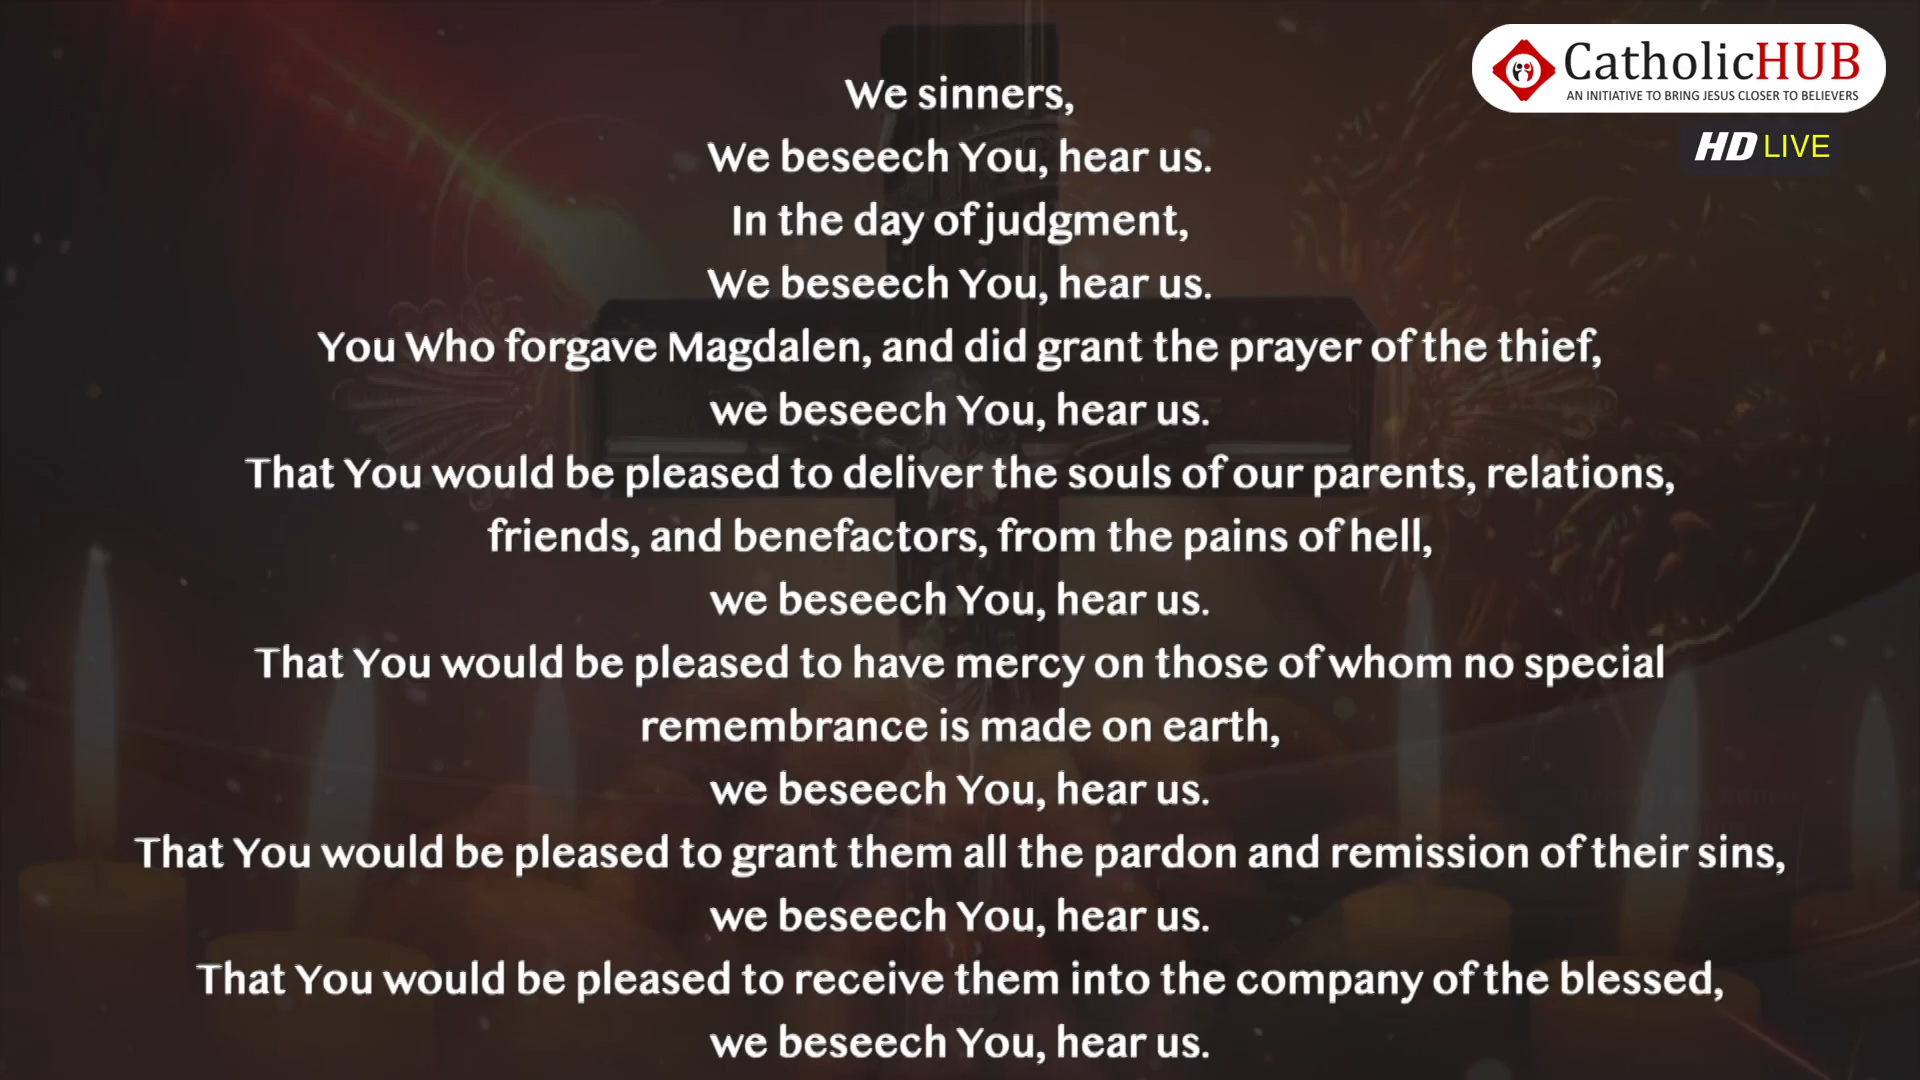 CatholicHUB
AN INITIATIVE TO BRING JESUS CLOSER TO BELIEVERS
HD LIVE
We sinners,
We beseech You, hear us.
In the day of judgment,
We beseech You, hear us.
You Who forgave Magdalen, and did grant the prayer of the thief,
we beseech You, hear us.
That You would be pleased to deliver the souls of our parents, relations,
friends, and benefactors, from the pains of hell,
we beseech You, hear us.
That You would be pleased to have mercy on those of whom no special
remembrance is made on earth,
we beseech You, hear us.
That You would be pleased to grant them all the pardon and remission of their sins,
we beseech You, hear us.
That You would be pleased to receive them into the company of the blessed,
we beseech You, hear us.